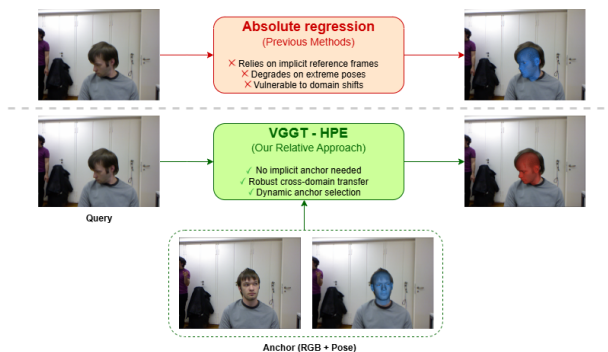 Absolute regression
(Previous Methods)
✕ Relies on implicit reference frames
✕ Degrades on extreme poses
✕ Vulnerable to domain shifts
VGGT - HPE
(Our Relative Approach)
✓ No implicit anchor needed
✓ Robust cross-domain transfer
✓ Dynamic anchor selection
Query
Anchor (RGB + Pose)